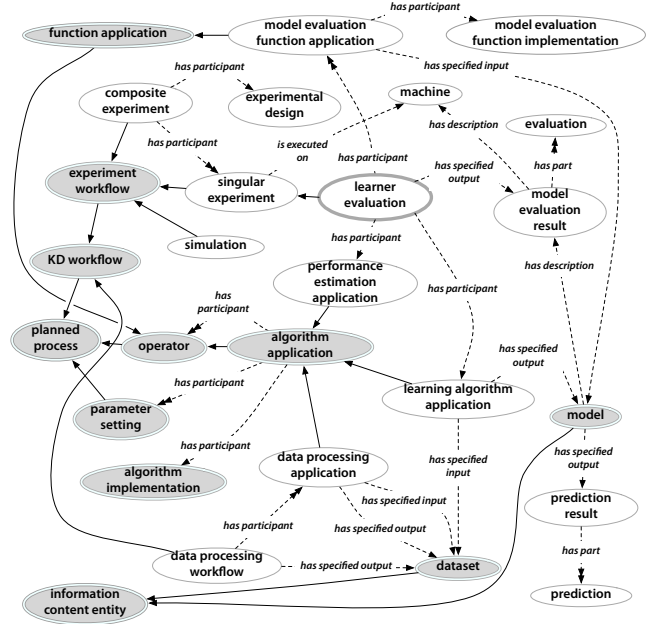 has participant
model evaluation
function application
model evaluation
function implementation
function application
has specified input
has participant
composite
experiment
experimental
design
machine
has description
evaluation
has participant
is executed
on
has participant
has specified
output
has part
experiment
workflow
singular
experiment
learner
evaluation
model
evaluation
result
simulation
has participant
KD workflow
performance
estimation
application
has description
has
participant
has participant
planned
process
operator
algorithm
application
has specified
output
has participant
learning algorithm
application
parameter
setting
model
has participant
data processing
application
has specified
input
has specified
output
algorithm
implementation
has specified input
prediction
result
has participant
has specified output
data processing
workflow
has specified output
dataset
has part
information
content entity
prediction